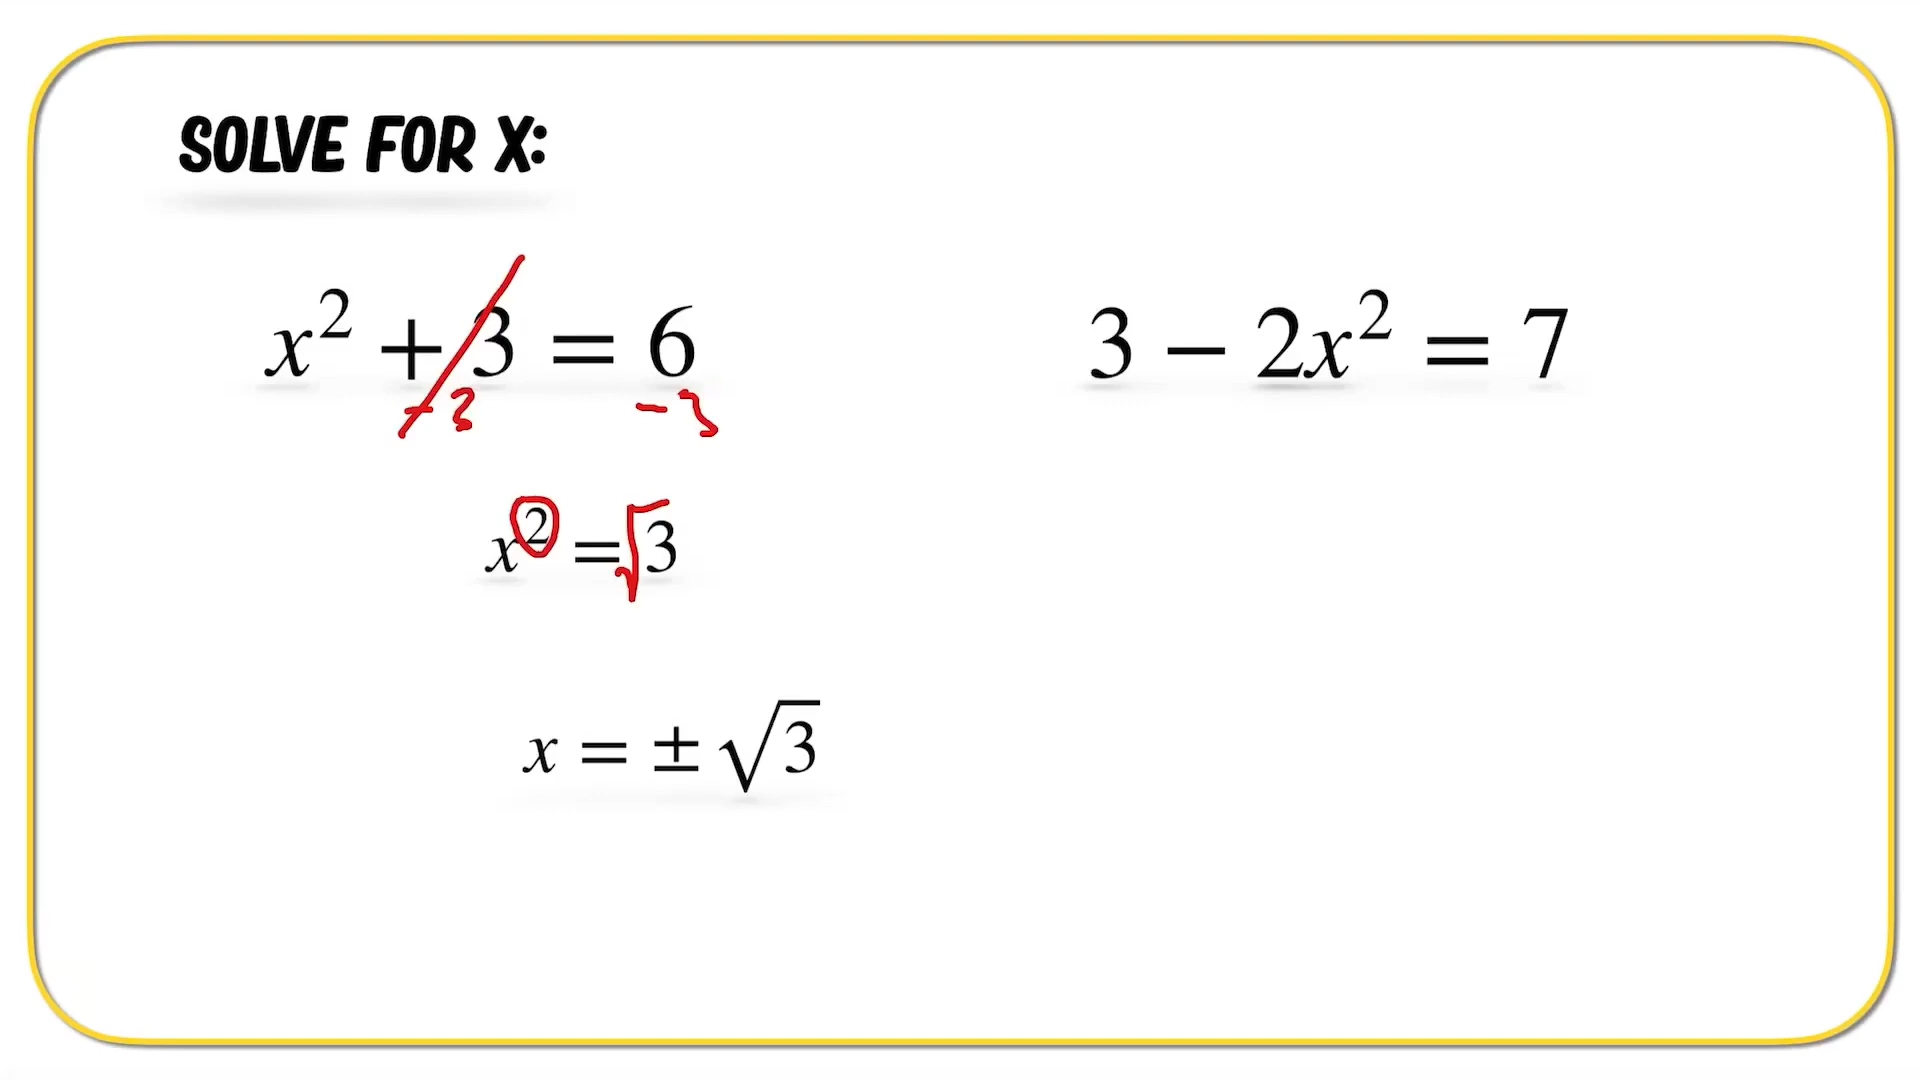 SOLVE FOR X:
x² + 3 = 6
-3 -3
x² = √3
x = ± √3
3 − 2x² = 7